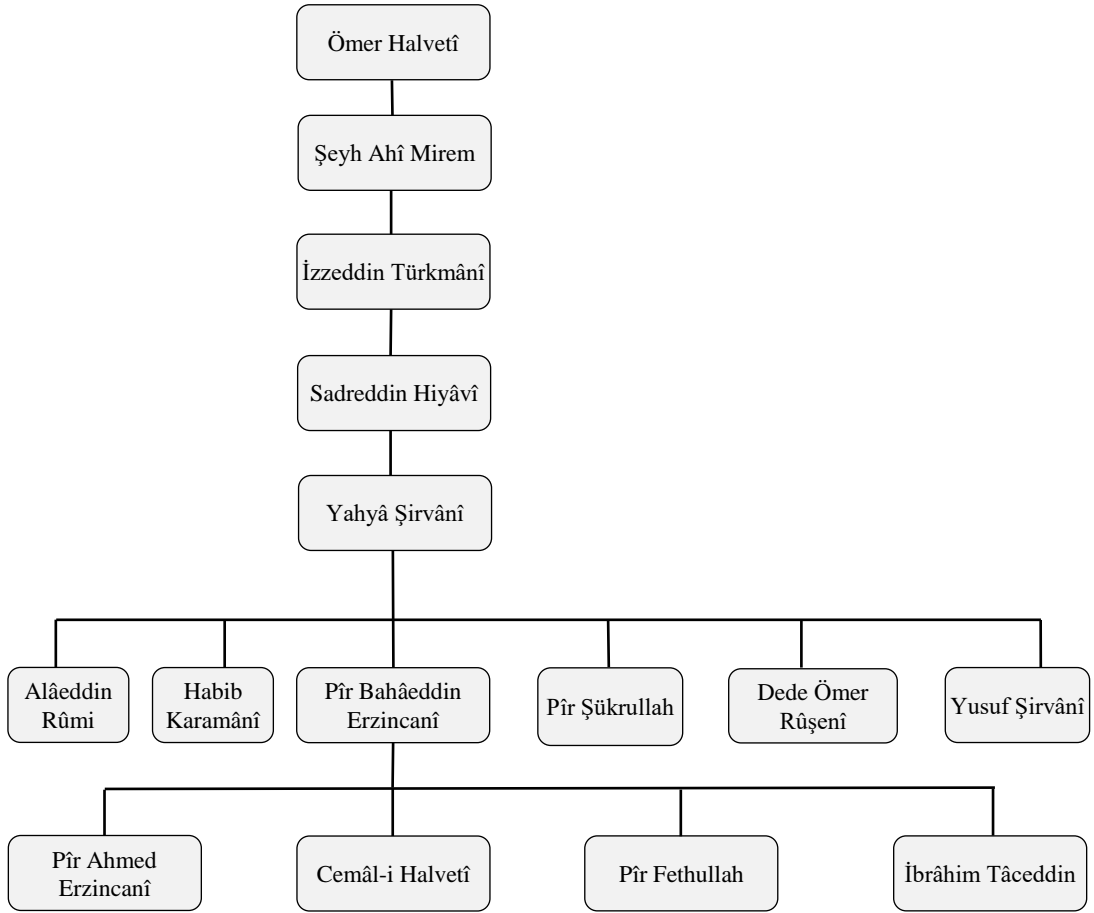 Ömer Halvetî
Şeyh Ahî Mirem
İzzeddin Türkmânî
Sadreddin Hiyâvî
Yahyâ Şirvânî
Alâeddin
Rûmi
Habib
Karamânî
Pîr Bahâeddin
Erzincanî
Pîr Şükrullah
Dede Ömer
Rûşenî
Yusuf Şirvânî
Pîr Ahmed
Erzincanî
Cemâl-i Halvetî
Pîr Fethullah
İbrâhim Tâceddin